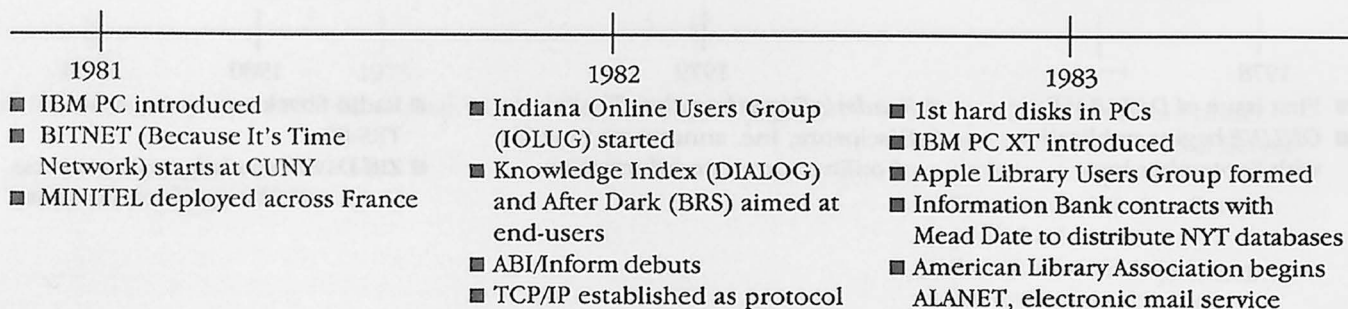 1981
■ IBM PC introduced
■ BITNET (Because It's Time
Network) starts at CUNY
■ MINITEL deployed across France
1982
■ Indiana Online Users Group
(IOLUG) started
■ Knowledge Index (DIALOG)
and After Dark (BRS) aimed at
end-users
■ ABI/Inform debuts
■ TCP/IP established as protocol
1983
■ 1st hard disks in PCs
■ IBM PC XT introduced
■ Apple Library Users Group formed
■ Information Bank contracts with
Mead Date to distribute NYT databases
■ American Library Association begins
ALANET, electronic mail service